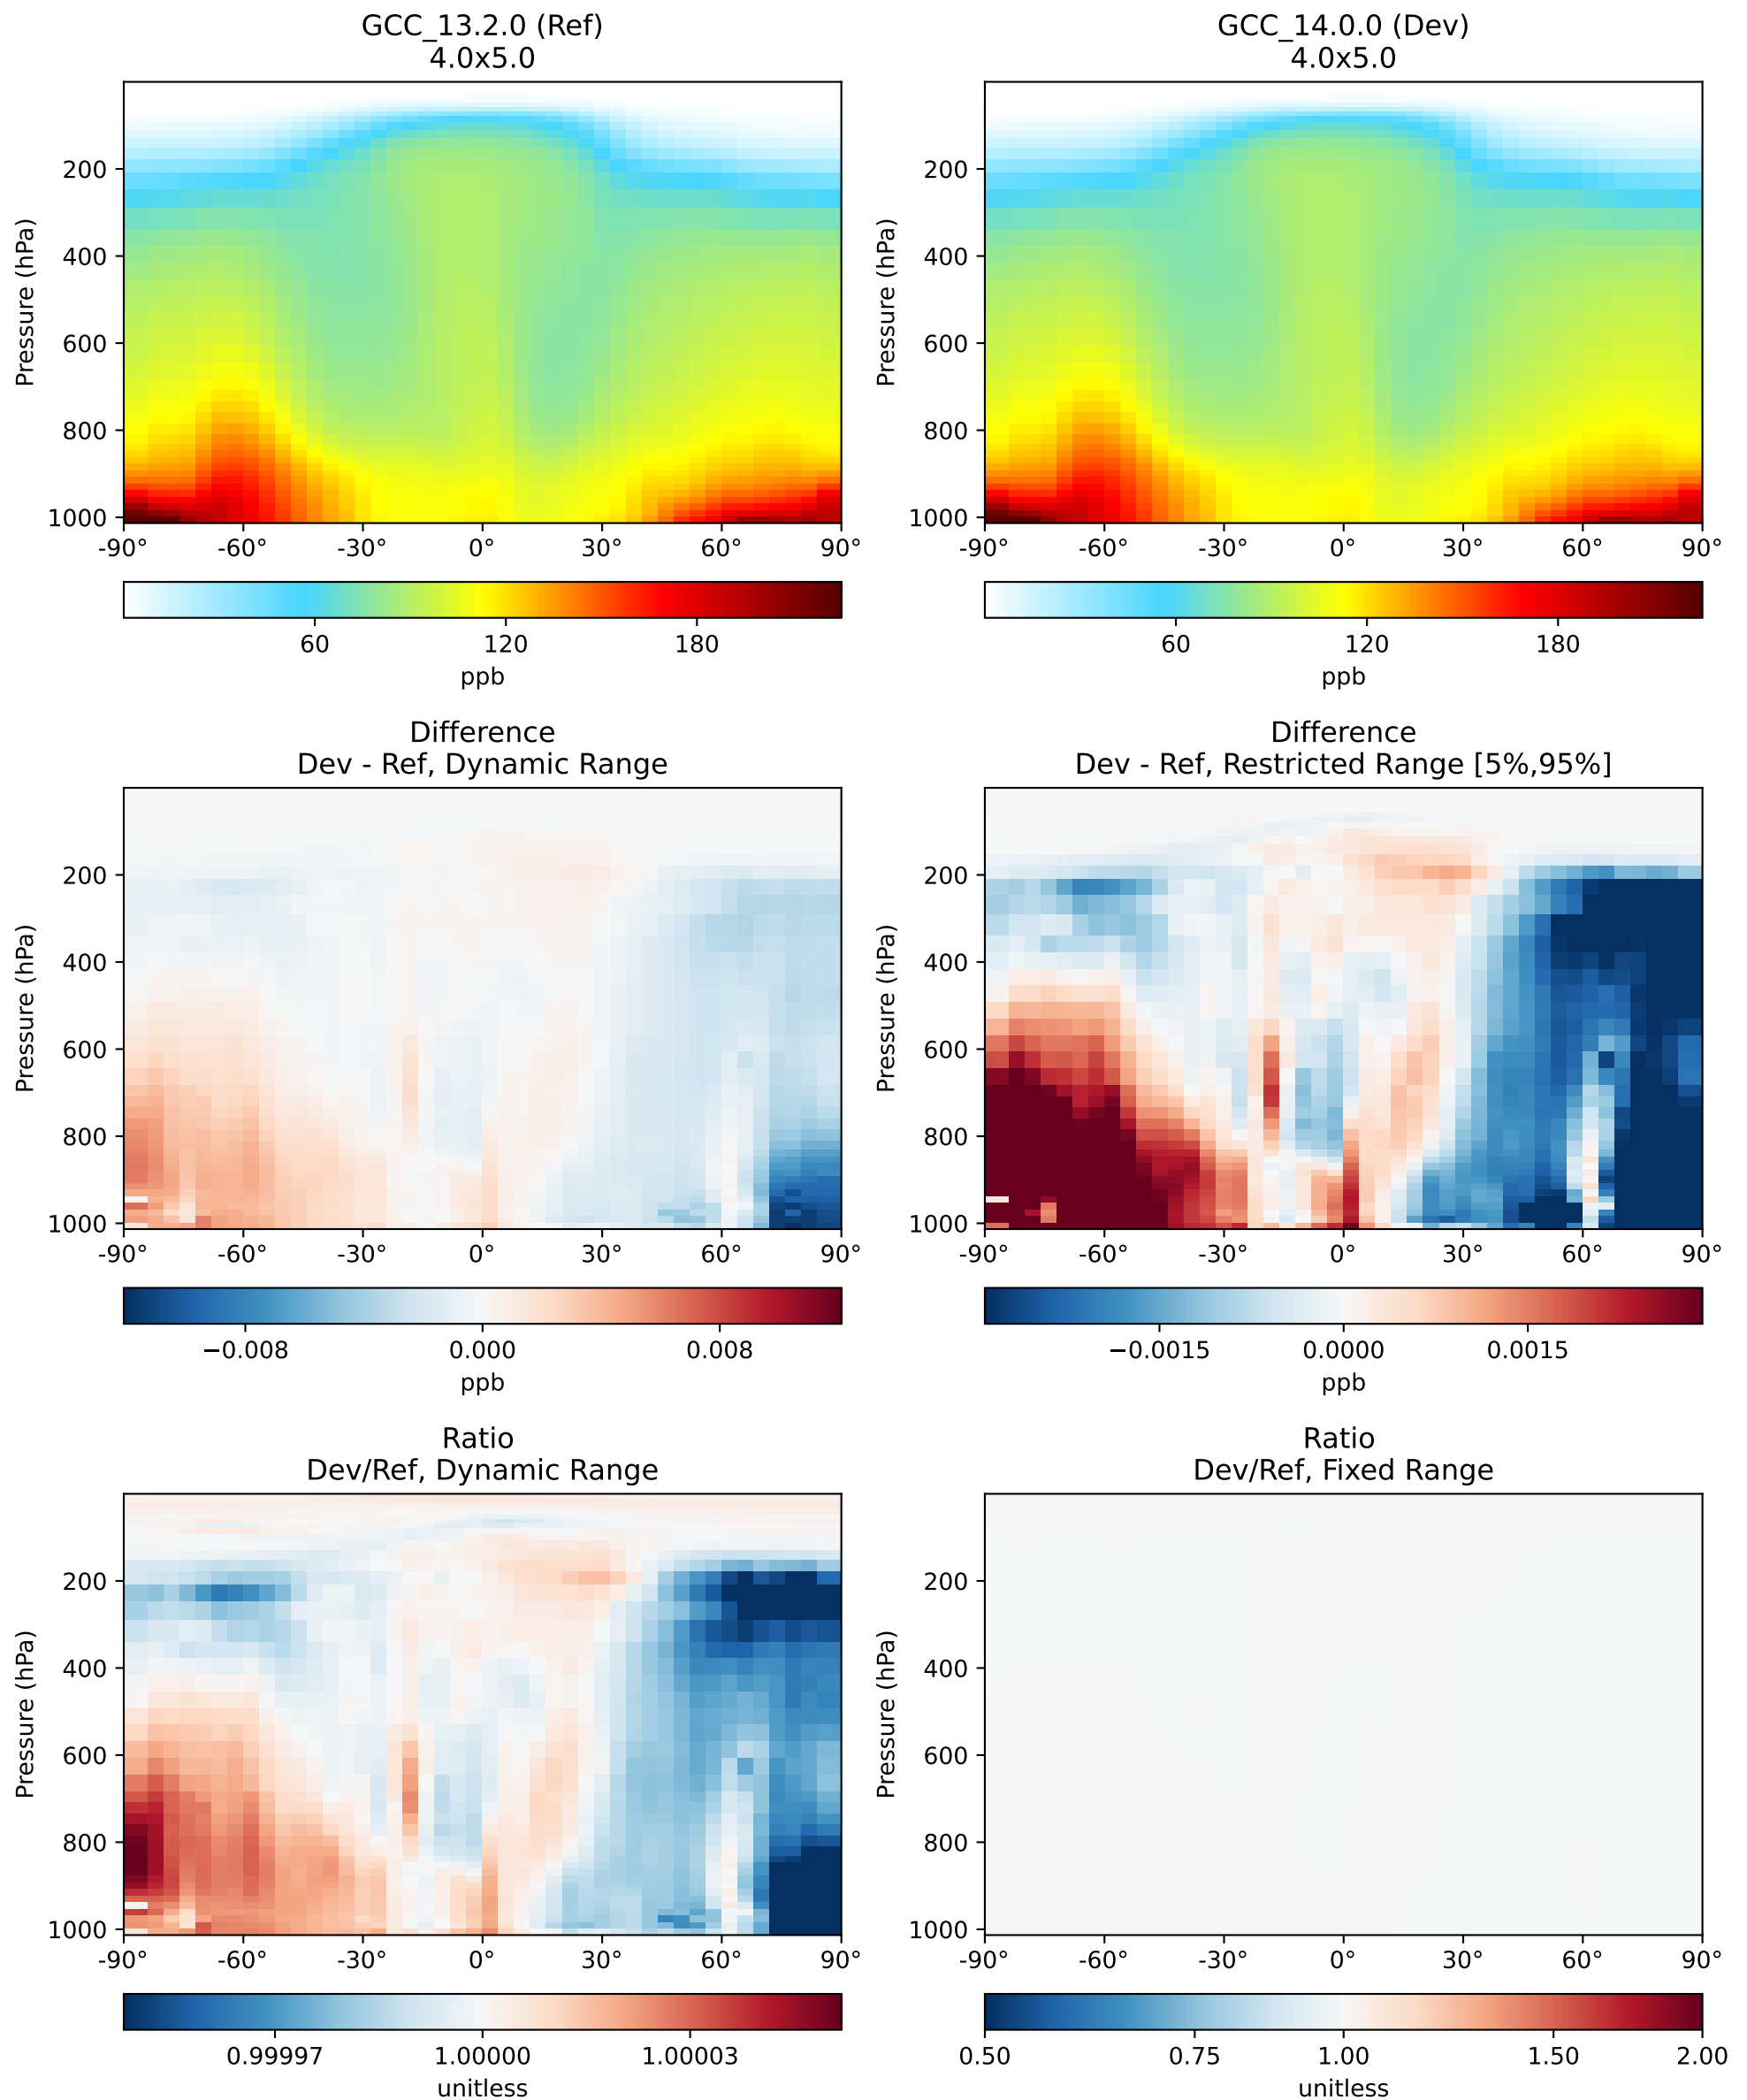 GCC_13.2.0 (Ref)
4.0x5.0
Pressure (hPa)
200
400
600
800
1000
-90° -60° -30° 0° 30° 60° 90°
60 120 180
ppb
GCC_14.0.0 (Dev)
4.0x5.0
Pressure (hPa)
200
400
600
800
1000
-90° -60° -30° 0° 30° 60° 90°
60 120 180
ppb
Difference
Dev - Ref, Dynamic Range
Pressure (hPa)
200
400
600
800
1000
-90° -60° -30° 0° 30° 60° 90°
−0.008 0.000 0.008
ppb
Difference
Dev - Ref, Restricted Range [5%,95%]
Pressure (hPa)
200
400
600
800
1000
-90° -60° -30° 0° 30° 60° 90°
−0.0015 0.0000 0.0015
ppb
Ratio
Dev/Ref, Dynamic Range
Pressure (hPa)
200
400
600
800
1000
-90° -60° -30° 0° 30° 60° 90°
0.99997 1.00000 1.00003
unitless
Ratio
Dev/Ref, Fixed Range
Pressure (hPa)
200
400
600
800
1000
-90° -60° -30° 0° 30° 60° 90°
0.50 0.75 1.00 1.50 2.00
unitless